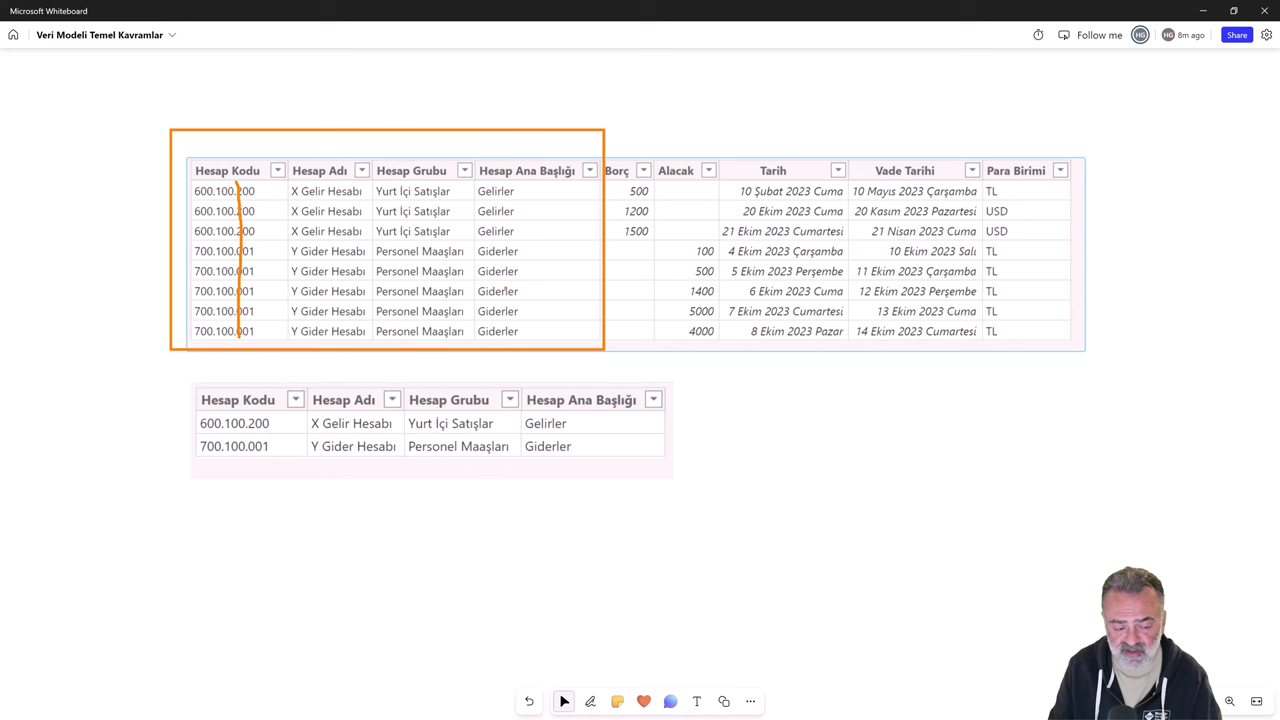 Microsoft Whiteboard
Veri Modeli Temel Kavramlar
Follow me HG HG 8m ago Share
Hesap Kodu Hesap Adı Hesap Grubu Hesap Ana Başlığı Borç Alacak Tarih Vade Tarihi Para Birimi
600.100.200 X Gelir Hesabı Yurt İçi Satışlar Gelirler 500 10 Şubat 2023 Cuma 10 Mayıs 2023 Çarşamba TL
600.100.200 X Gelir Hesabı Yurt İçi Satışlar Gelirler 1200 20 Ekim 2023 Cuma 20 Kasım 2023 Pazartesi USD
600.100.200 X Gelir Hesabı Yurt İçi Satışlar Gelirler 1500 21 Ekim 2023 Cumartesi 21 Nisan 2023 Cuma USD
700.100.001 Y Gider Hesabı Personel Maaşları Giderler 100 4 Ekim 2023 Çarşamba 10 Ekim 2023 Salı TL
700.100.001 Y Gider Hesabı Personel Maaşları Giderler 500 5 Ekim 2023 Perşembe 11 Ekim 2023 Çarşamba TL
700.100.001 Y Gider Hesabı Personel Maaşları Giderler 1400 6 Ekim 2023 Cuma 12 Ekim 2023 Perşembe TL
700.100.001 Y Gider Hesabı Personel Maaşları Giderler 5000 7 Ekim 2023 Cumartesi 13 Ekim 2023 Cuma TL
700.100.001 Y Gider Hesabı Personel Maaşları Giderler 4000 8 Ekim 2023 Pazar 14 Ekim 2023 Cumartesi TL
Hesap Kodu Hesap Adı Hesap Grubu Hesap Ana Başlığı
600.100.200 X Gelir Hesabı Yurt İçi Satışlar Gelirler
700.100.001 Y Gider Hesabı Personel Maaşları Giderler
T